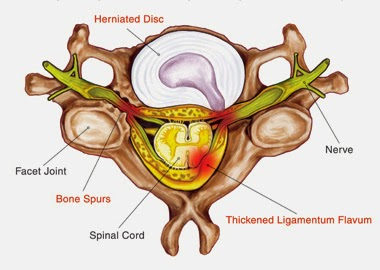 Herniated Disc
Nerve
Facet Joint
Bone Spurs
Thickened Ligamentum Flavum
Spinal Cord